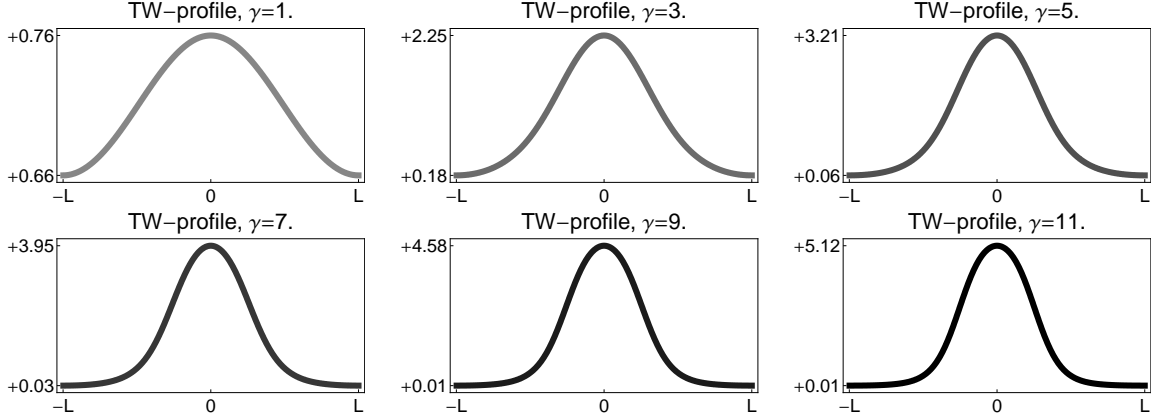 TW−profile, γ=1.
+0.76
+0.66
−L 0 L
TW−profile, γ=3.
+2.25
+0.18
−L 0 L
TW−profile, γ=5.
+3.21
+0.06
−L 0 L
TW−profile, γ=7.
+3.95
+0.03
−L 0 L
TW−profile, γ=9.
+4.58
+0.01
−L 0 L
TW−profile, γ=11.
+5.12
+0.01
−L 0 L